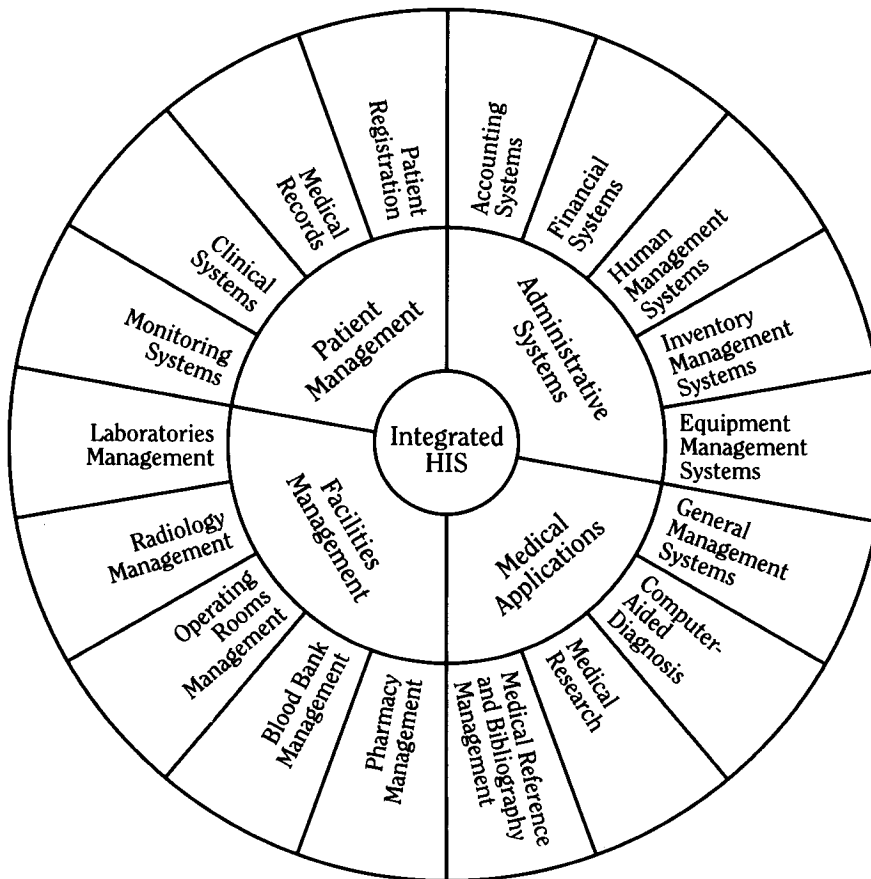 Integrated
HIS
Patient
Management
Administrative
Systems
Medical
Applications
Facilities
Management
Accounting
Systems
Financial
Systems
Human
Management
Systems
Inventory
Management
Systems
Equipment
Management
Systems
General
Management
Systems
Computer-
Aided
Diagnosis
Medical
Research
Medical Reference
and Bibliography
Management
Pharmacy
Management
Blood Bank
Management
Operating
Rooms
Management
Radiology
Management
Laboratories
Management
Monitoring
Systems
Clinical
Systems
Medical
Records
Patient
Registration